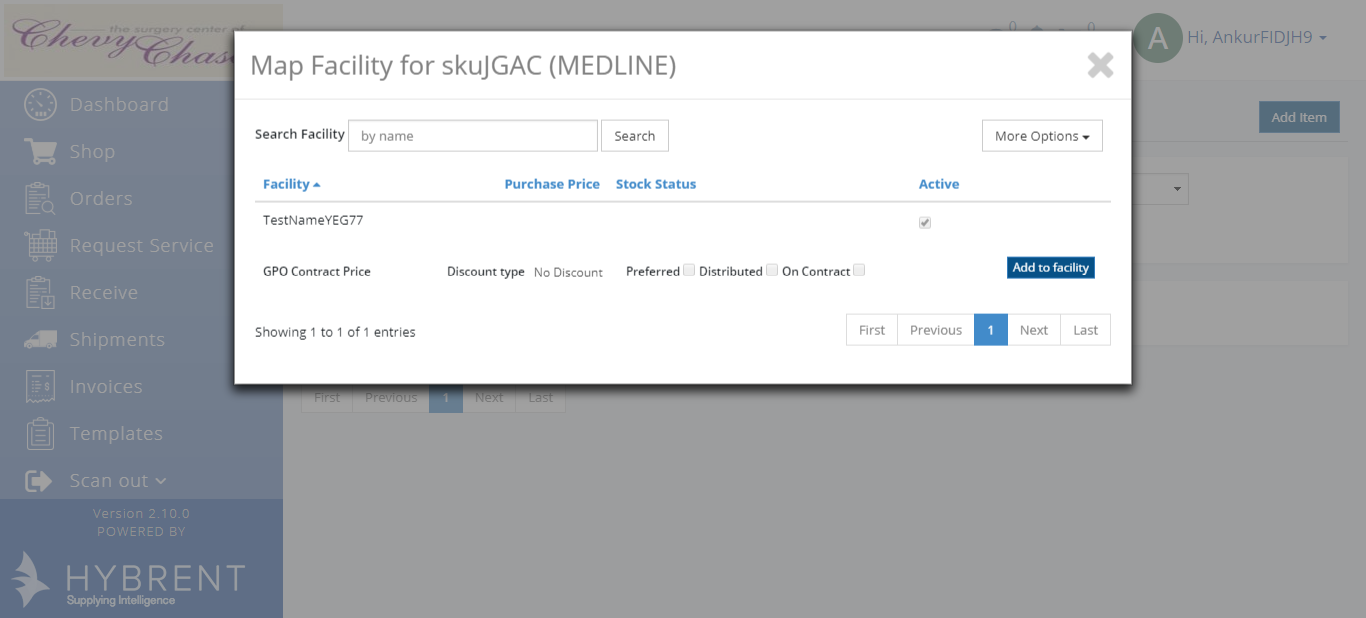 the surgery center of
Chevy Chase
0
0
A
Hi, AnkurFIDJH9
Map Facility for skuJGAC (MEDLINE)
Dashboard
Shop
Orders
Request Service
Receive
Shipments
Invoices
Templates
Scan out
Version 2.10.0
POWERED BY
HYBRENT
Supplying Intelligence
Add Item
Search Facility by name Search More Options
Facility Purchase Price Stock Status Active
TestNameYEG77
GPO Contract Price Discount type No Discount Preferred Distributed On Contract Add to facility
Showing 1 to 1 of 1 entries First Previous 1 Next Last
First Previous 1 Next Last